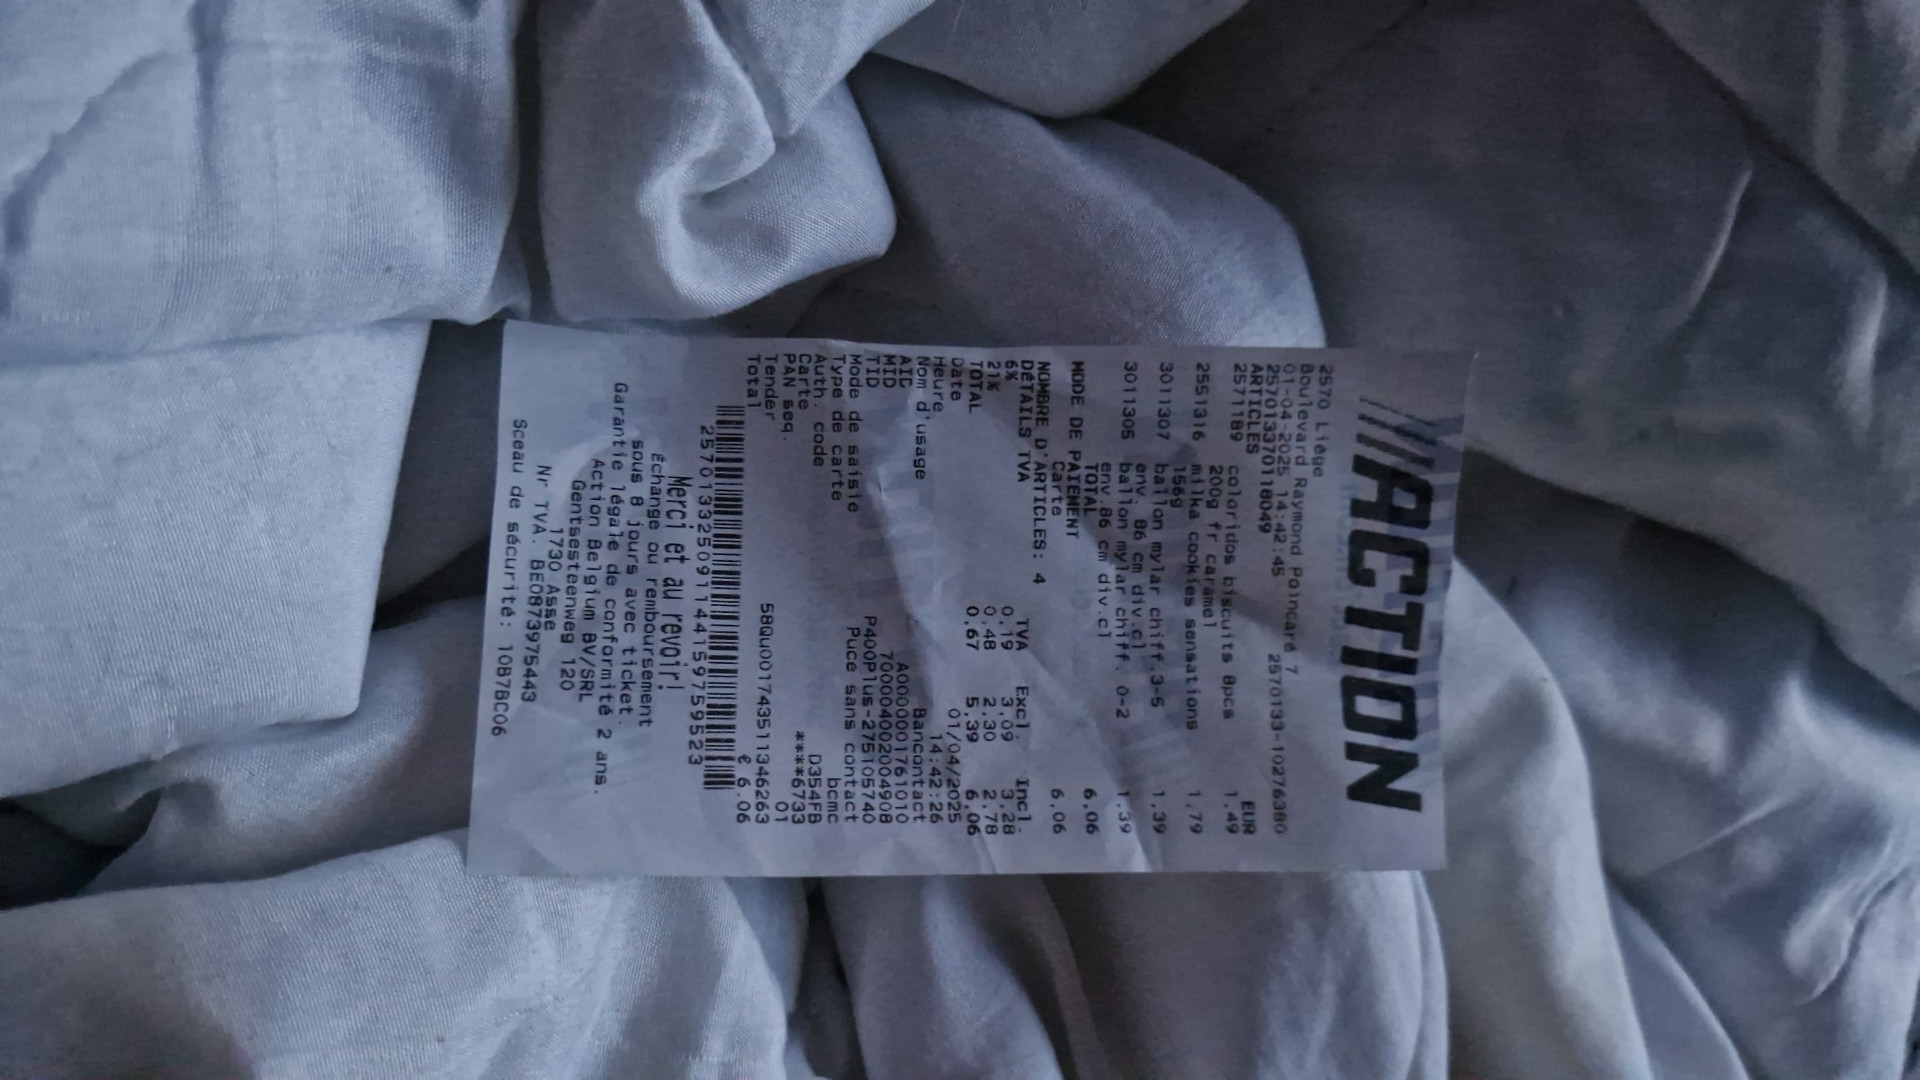 ACTION
2570 Liège
Boulevard Raymond Poincaré 7
01-04-2025 14:42:45 2570133-10276380
257013370118049
ARTICLES EUR
2571189 coloridos biscuits 8pcs 1.49
200g fr caramel
2551316 milka cookies sensations 1.79
156g
3011307 ballon mylar chiff.3-5 1.39
env. 86 cm div.cl
3011305 ballon mylar chiff. 0-2 1.39
env.86 cm div.cl
TOTAL 6.06
MODE DE PAIEMENT
Carte 6.06
NOMBRE D'ARTICLES: 4
DÉTAILS TVA TVA Excl. Incl.
6% 0.19 3.09 3.28
21% 0.48 2.30 2.78
TOTAL 0.67 5.39 6.06
Date 01/04/2025
Heure 14:42:26
Nom d'usage Bancontact
AID A0000001761010
MID 700004002004908
TID P400Plus-275105740
Mode de saisie Puce sans contact
Type de carte bcmc
Auth. code D354FB
Carte ***6733
PAN seq. 01
Tender 58Qu001743511346263
Total € 6.06
2570133250911441597759523
Merci et au revoir!
Échange ou remboursement
sous 8 jours avec ticket.
Garantie légale de conformité 2 ans.
Action Belgium BV/SRL
Gentsesteenweg 120
1730 Asse
Nr TVA. BE0873975443
Sceau de sécurité: 10B7BC06